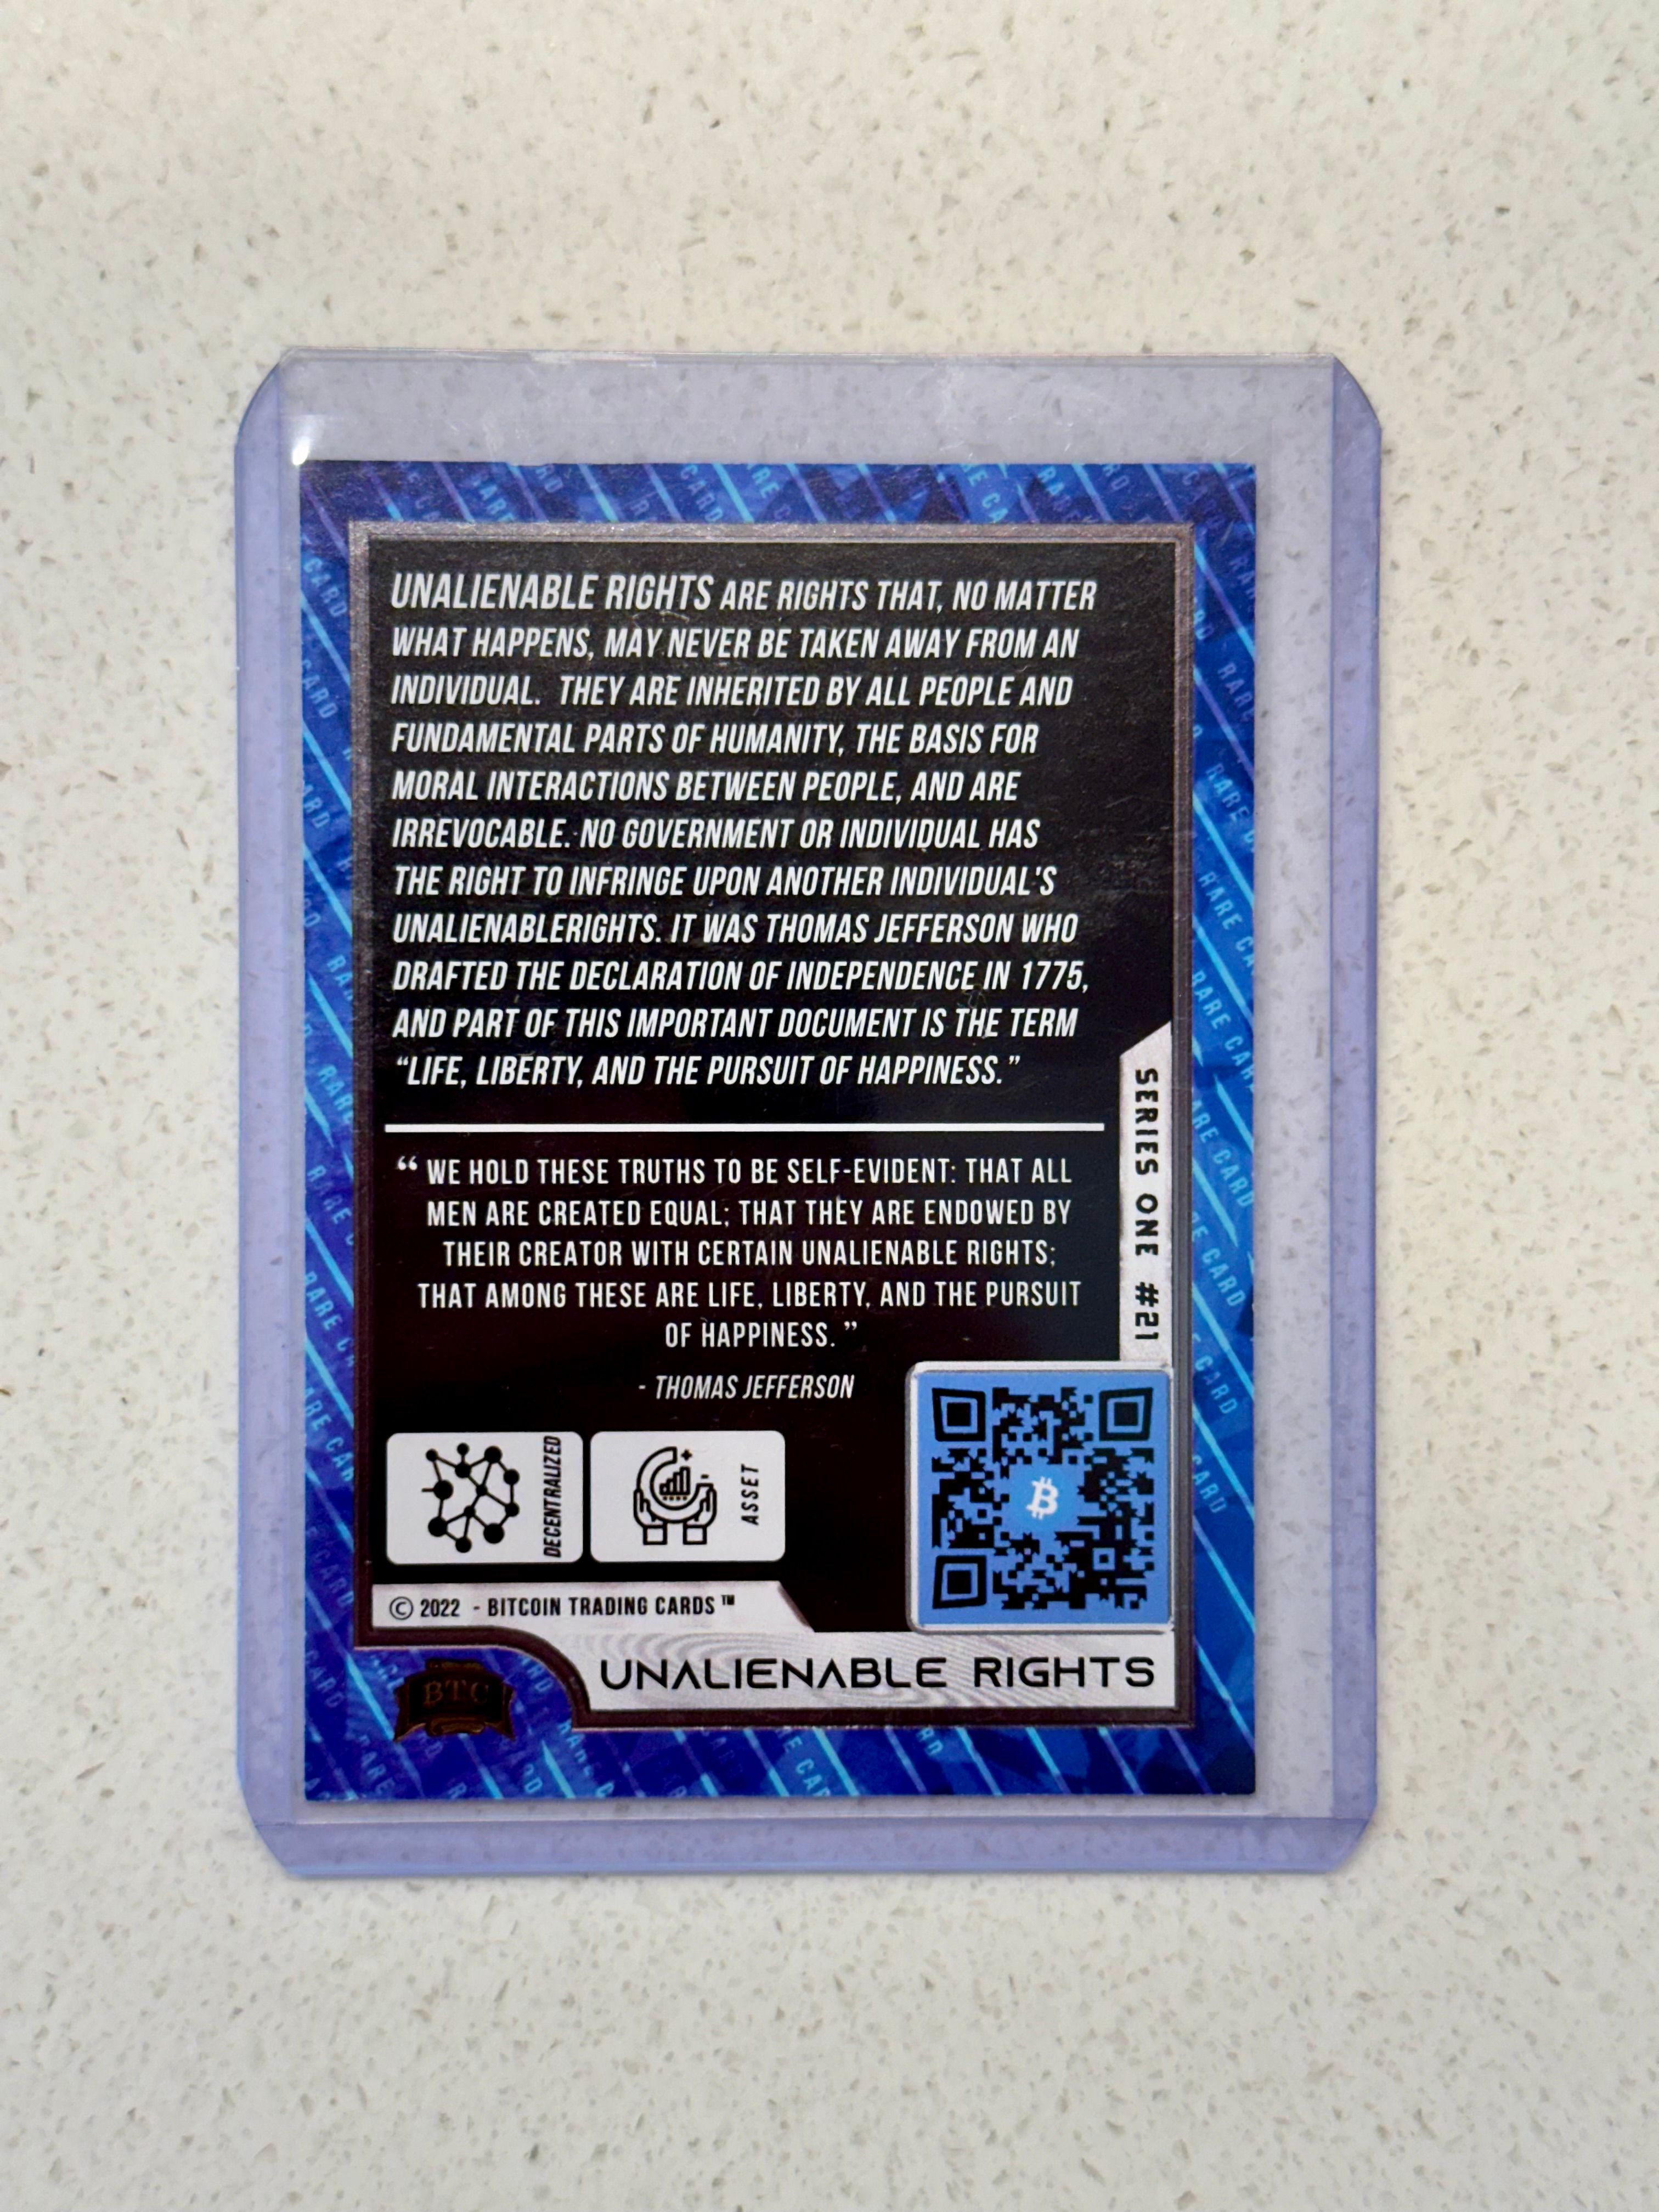 UNALIENABLE RIGHTS ARE RIGHTS THAT, NO MATTER
WHAT HAPPENS, MAY NEVER BE TAKEN AWAY FROM AN
INDIVIDUAL. THEY ARE INHERITED BY ALL PEOPLE AND
FUNDAMENTAL PARTS OF HUMANITY, THE BASIS FOR
MORAL INTERACTIONS BETWEEN PEOPLE, AND ARE
IRREVOCABLE. NO GOVERNMENT OR INDIVIDUAL HAS
THE RIGHT TO INFRINGE UPON ANOTHER INDIVIDUAL'S
UNALIENABLERIGHTS. IT WAS THOMAS JEFFERSON WHO
DRAFTED THE DECLARATION OF INDEPENDENCE IN 1775,
AND PART OF THIS IMPORTANT DOCUMENT IS THE TERM
“LIFE, LIBERTY, AND THE PURSUIT OF HAPPINESS.”
“ WE HOLD THESE TRUTHS TO BE SELF-EVIDENT: THAT ALL
MEN ARE CREATED EQUAL; THAT THEY ARE ENDOWED BY
THEIR CREATOR WITH CERTAIN UNALIENABLE RIGHTS;
THAT AMONG THESE ARE LIFE, LIBERTY, AND THE PURSUIT
OF HAPPINESS. ”
- THOMAS JEFFERSON
SERIES ONE #21
DECENTRALIZED
ASSET
© 2022 - BITCOIN TRADING CARDS™
BTC
UNALIENABLE RIGHTS
RARE CARD